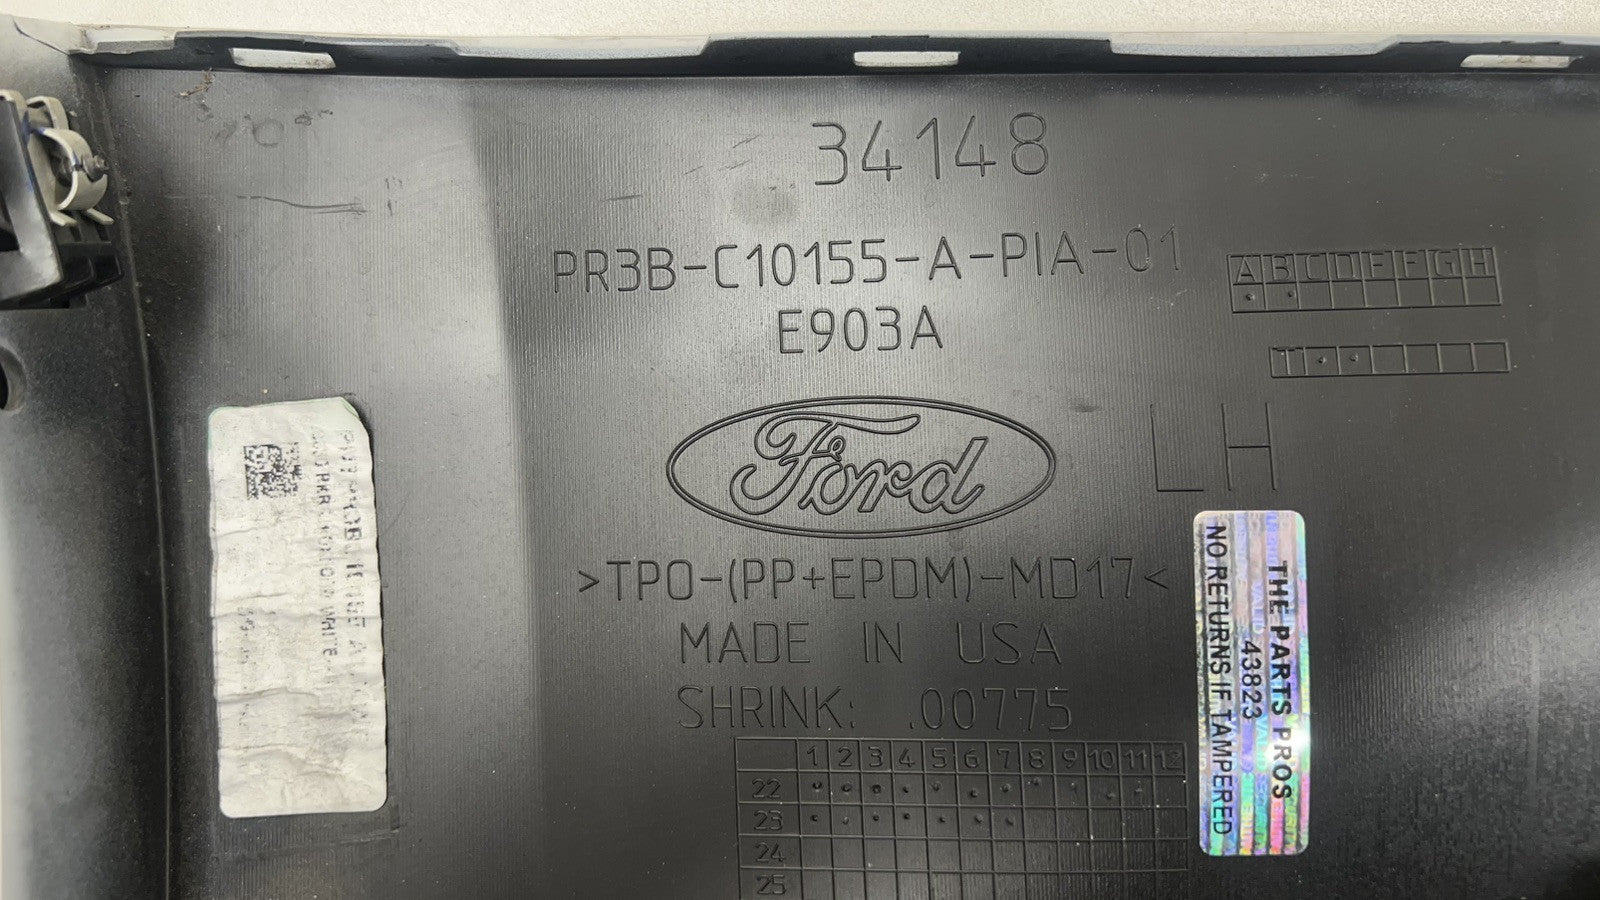 34148
PR3B-C10155-A-PIA-01
E903A
A B C D E F G H
T
Ford
LH
>TPO-(PP+EPDM)-MD17<
MADE IN USA
SHRINK: .00775
1 2 3 4 5 6 7 8 9 10 11 12
22
23
24
25
WHITE
THE PARTS PROS
43823
NO RETURNS IF TAMPERED